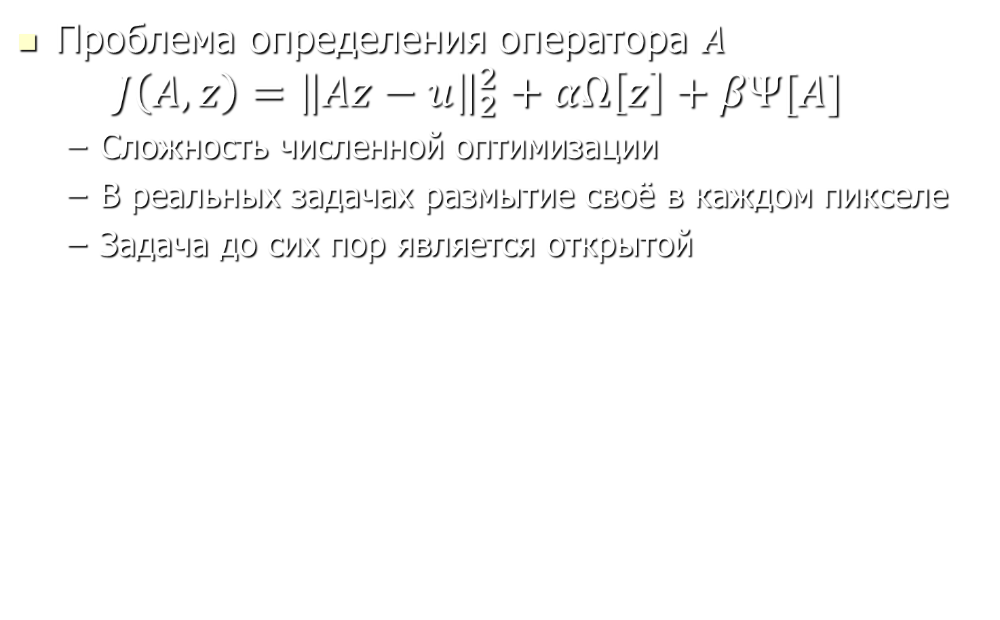 Проблема определения оператора A
J(A, z) = ‖Az − u‖₂² + αΩ[z] + βΨ[A]
– Сложность численной оптимизации
– В реальных задачах размытие своё в каждом пикселе
– Задача до сих пор является открытой